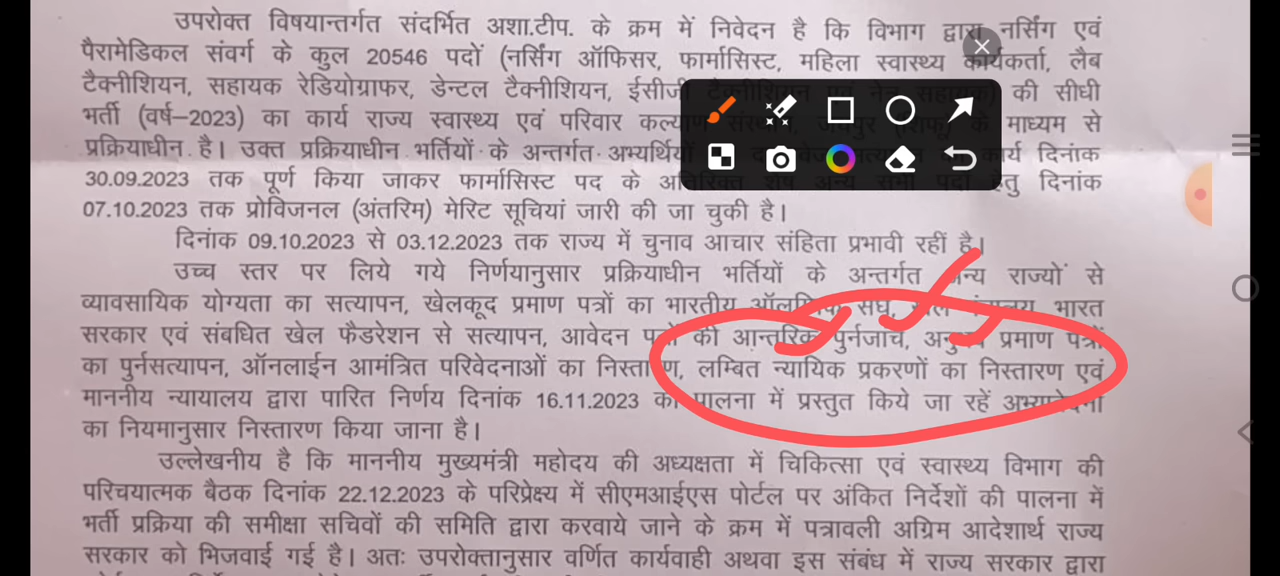 उपरोक्त विषयान्तर्गत संदर्भित अशा.टीप. के क्रम में निवेदन है कि विभाग द्वारा नर्सिंग एवं
पैरामेडिकल संवर्ग के कुल 20546 पदों (नर्सिंग ऑफिसर, फार्मासिस्ट, महिला स्वास्थ्य कार्यकर्ता, लैब
टैक्नीशियन, सहायक रेडियोग्राफर, डेन्टल टैक्नीशियन, ईसीजी की सीधी
भर्ती (वर्ष–2023) का कार्य राज्य स्वास्थ्य एवं परिवार कल्याण के माध्यम से
प्रक्रियाधीन है। उक्त प्रक्रियाधीन भर्तियों के अन्तर्गत अभ्यर्थियों कार्य दिनांक
30.09.2023 तक पूर्ण किया जाकर फार्मासिस्ट पद के हेतु दिनांक
07.10.2023 तक प्रोविजनल (अंतरिम) मेरिट सूचियां जारी की जा चुकी है।
दिनांक 09.10.2023 से 03.12.2023 तक राज्य में चुनाव आचार संहिता प्रभावी रहीं है।
उच्च स्तर पर लिये गये निर्णयानुसार प्रक्रियाधीन भर्तियों के अन्तर्गत अन्य राज्यों से
व्यावसायिक योग्यता का सत्यापन, खेलकूद प्रमाण पत्रों का भारतीय ऑलम्पिक संघ, भारत
सरकार एवं संबधित खेल फैडरेशन से सत्यापन, आवेदन पत्रों की आन्तरिक पुर्नजांच, अनुभव प्रमाण पत्रों
का पुर्नसत्यापन, ऑनलाईन आमंत्रित परिवेदनाओं का निस्तारण, लम्बित न्यायिक प्रकरणों का निस्तारण एवं
माननीय न्यायालय द्वारा पारित निर्णय दिनांक 16.11.2023 की पालना में प्रस्तुत किये जा रहें अभ्यावेदनों
का नियमानुसार निस्तारण किया जाना है।
उल्लेखनीय है कि माननीय मुख्यमंत्री महोदय की अध्यक्षता में चिकित्सा एवं स्वास्थ्य विभाग की
परिचयात्मक बैठक दिनांक 22.12.2023 के परिप्रेक्ष्य में सीएमआईएस पोर्टल पर अंकित निर्देशों की पालना में
भर्ती प्रक्रिया की समीक्षा सचिवों की समिति द्वारा करवाये जाने के क्रम में पत्रावली अग्रिम आदेशार्थ राज्य
सरकार को भिजवाई गई है। अतः उपरोक्तानुसार वर्णित कार्यवाही अथवा इस संबंध में राज्य सरकार द्वारा